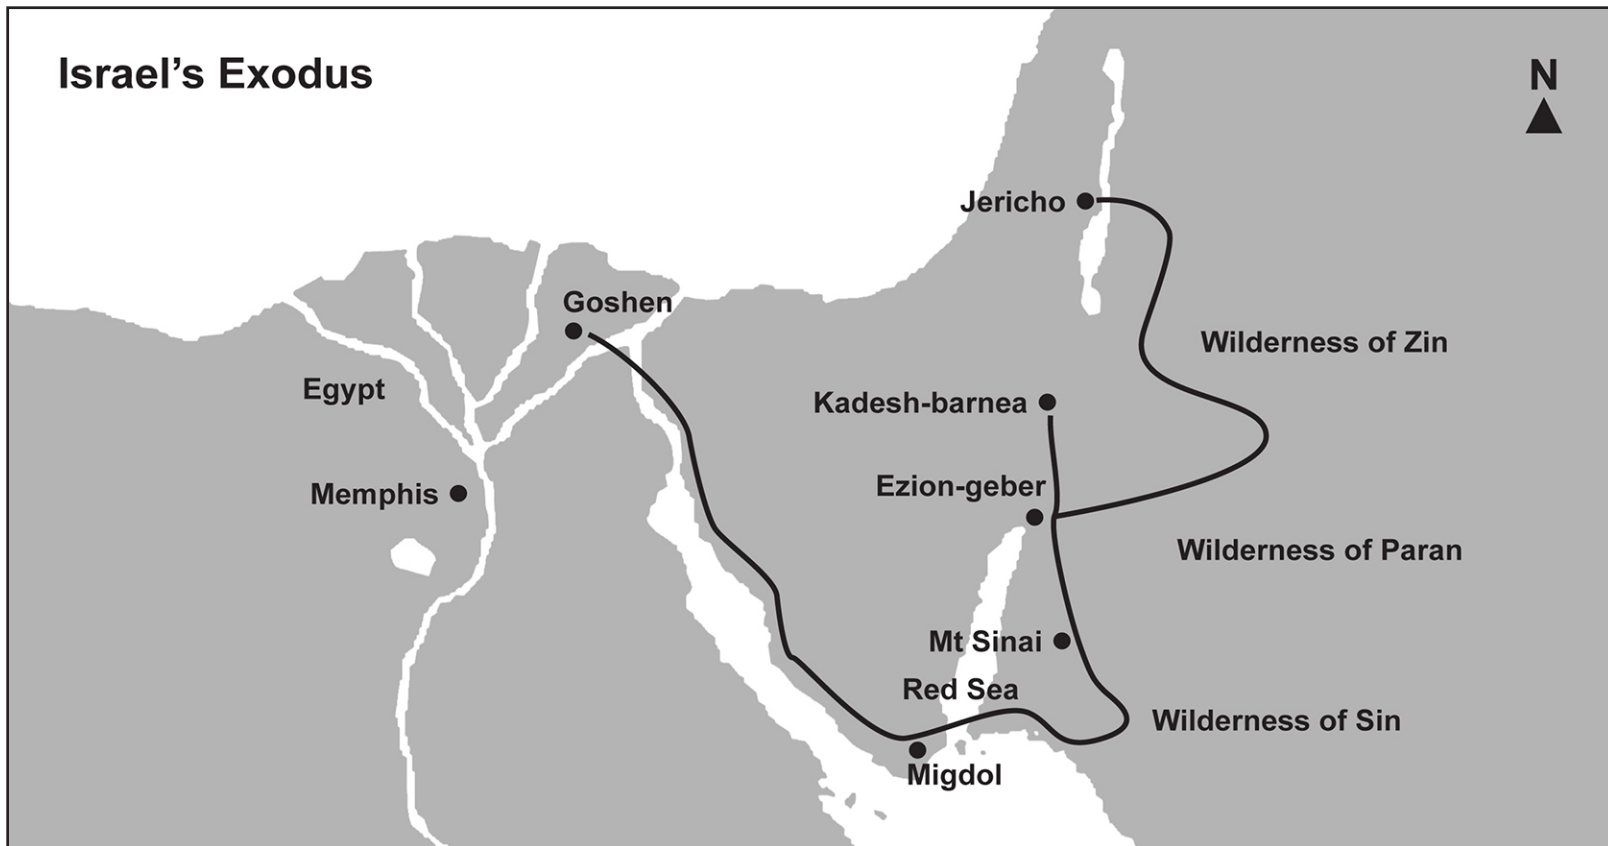 Israel's Exodus
N
Jericho
Goshen
Wilderness of Zin
Egypt
Kadesh-barnea
Ezion-geber
Memphis
Wilderness of Paran
Mt Sinai
Red Sea
Wilderness of Sin
Migdol